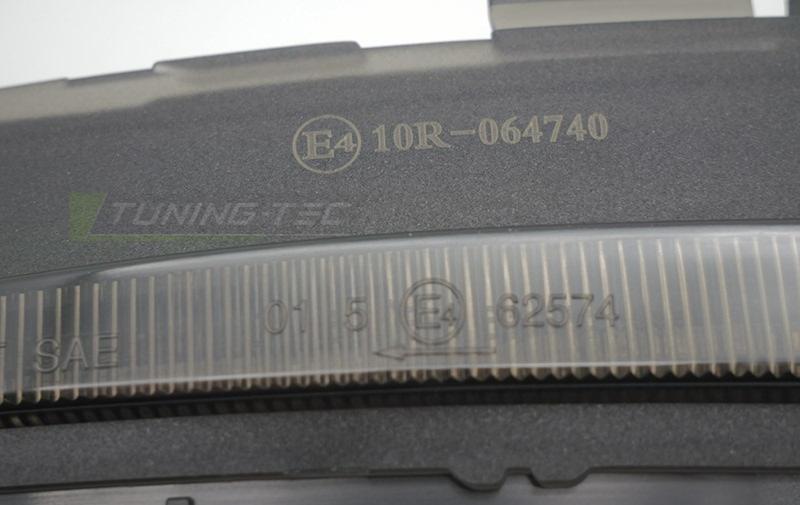 E4 10R-064740
TUNING-TEC
01 5 E4 62574
SAE